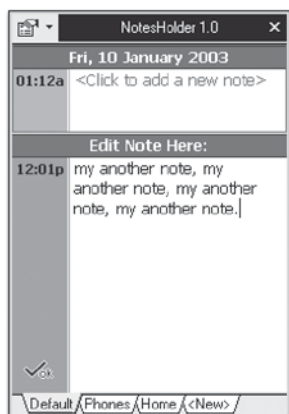 NotesHolder 1.0
Fri, 10 January 2003
01:12a <Click to add a new note>
Edit Note Here:
12:01p my another note, my
another note, my another
note, my another note.
ok
Default Phones Home <New>